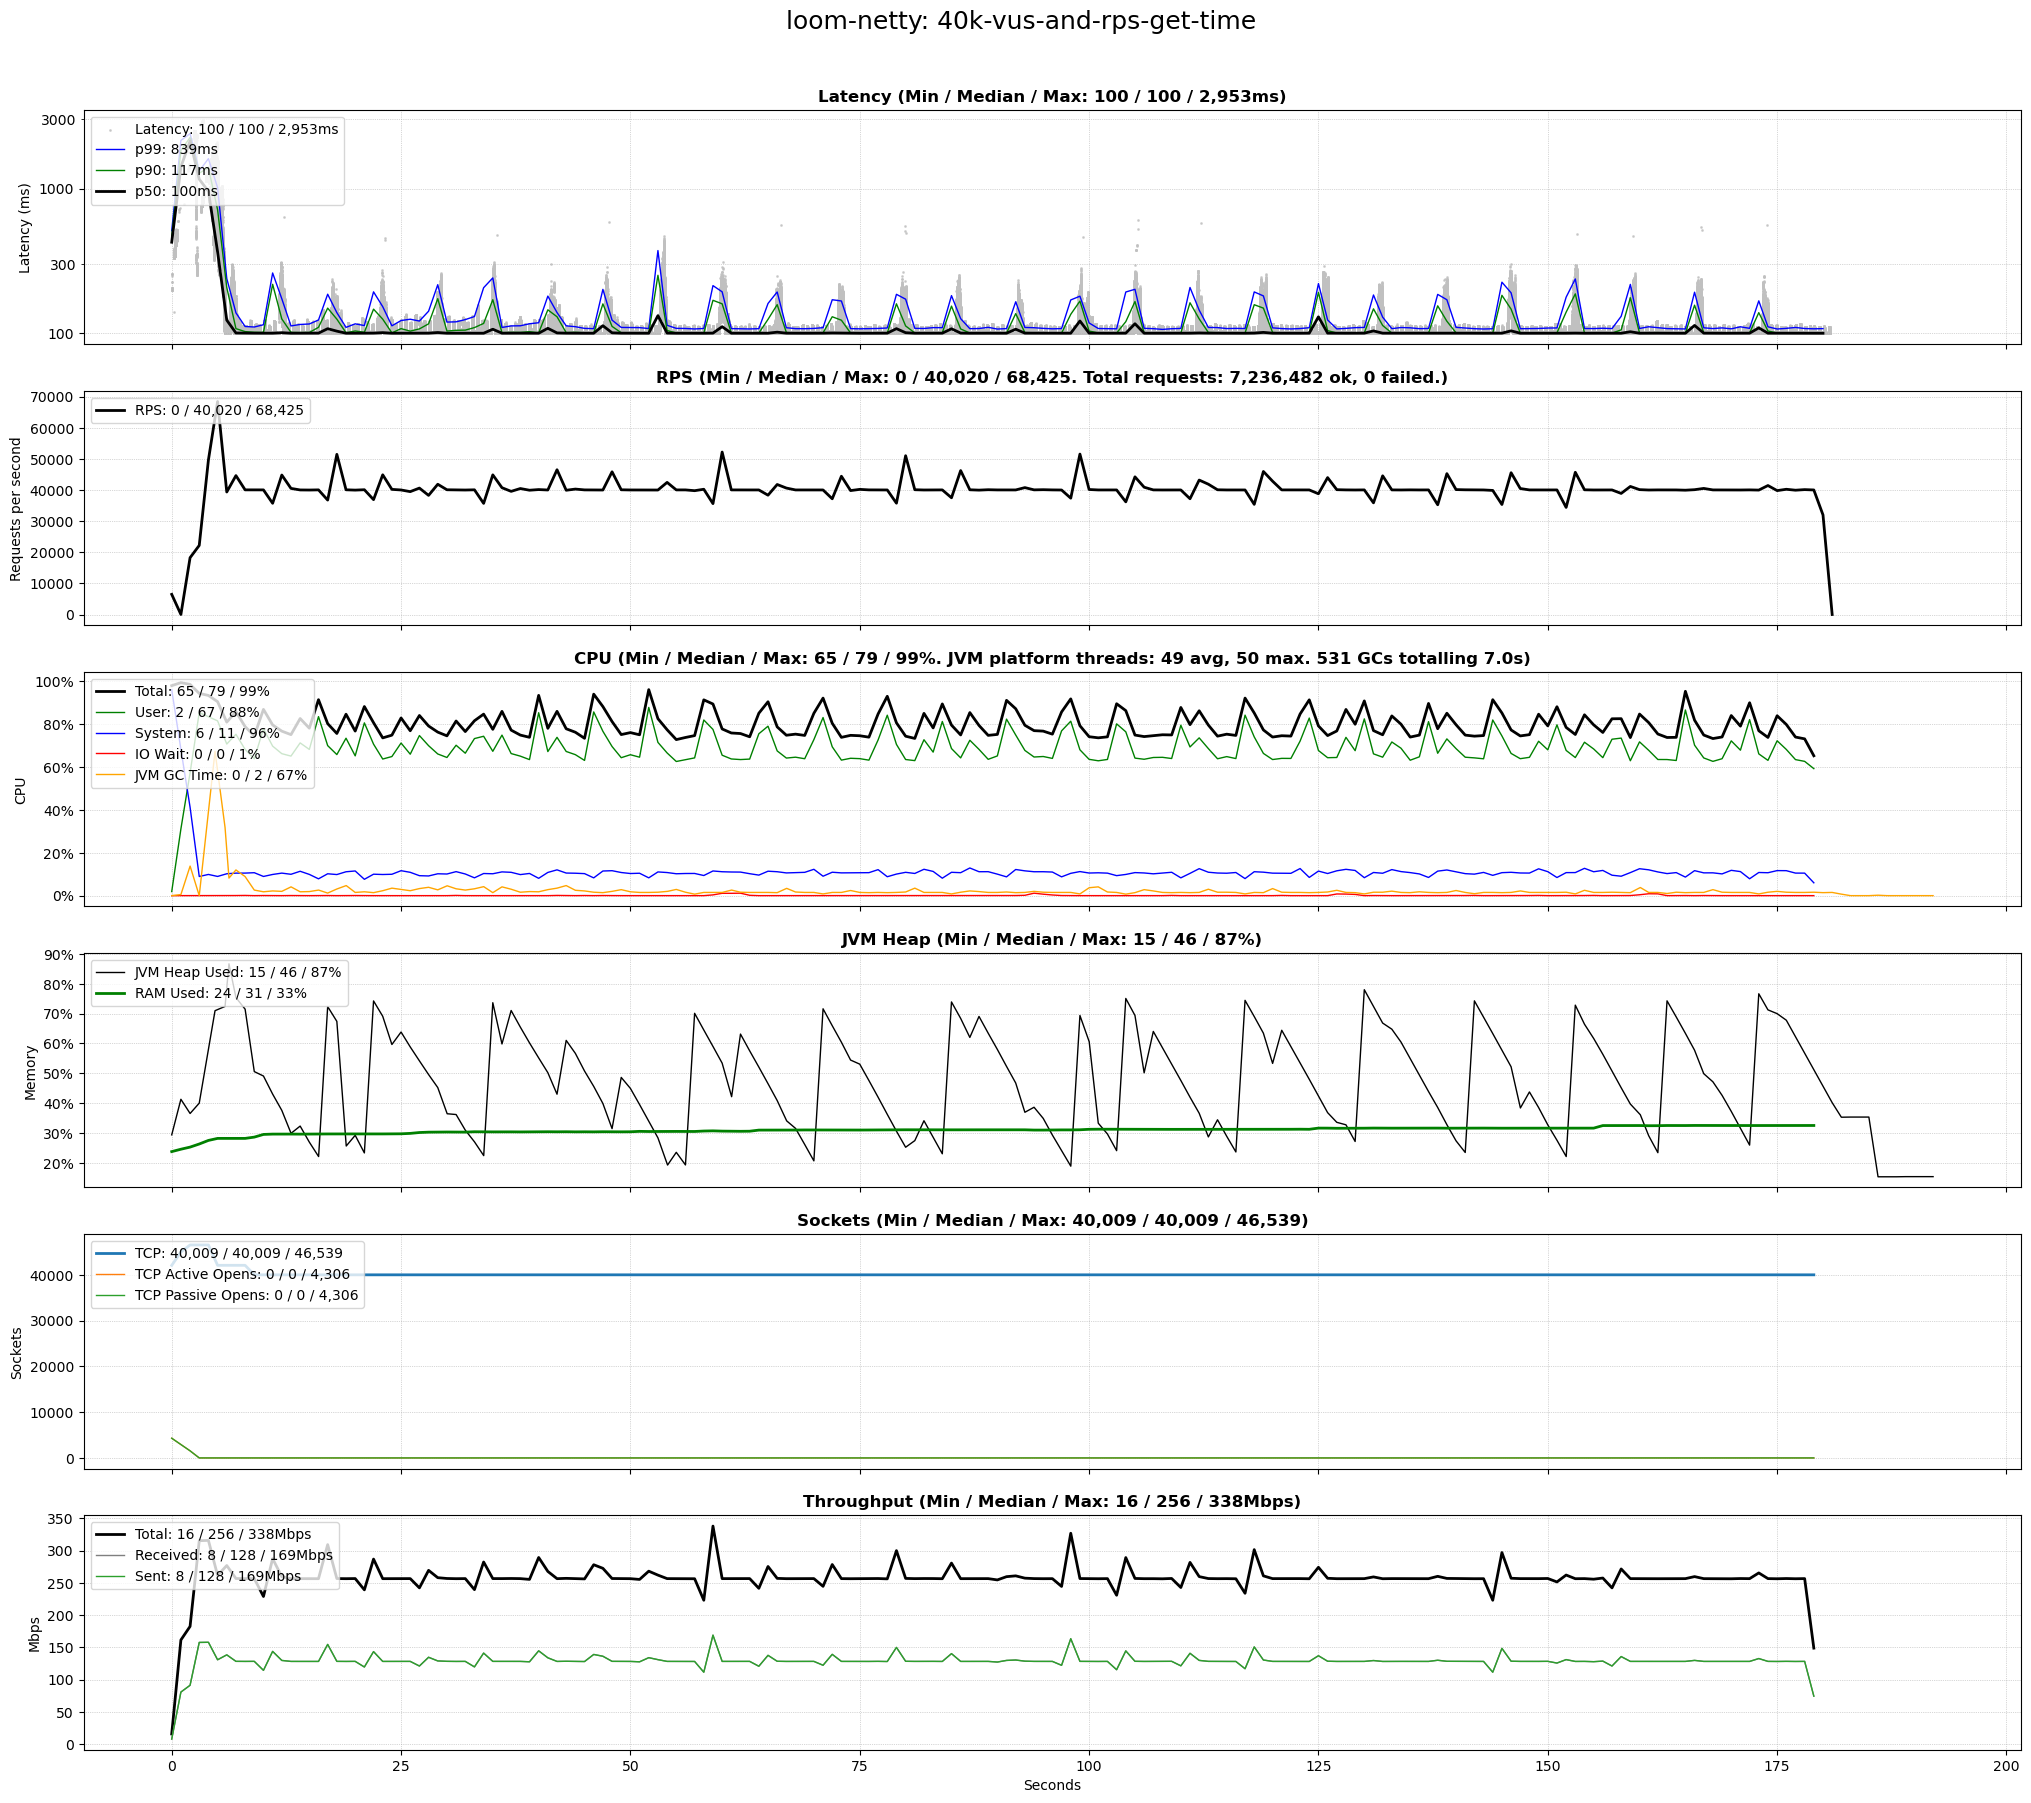 loom-netty: 40k-vus-and-rps-get-time
Latency (Min / Median / Max: 100 / 100 / 2,953ms)
3000
1000
300
100
Latency (ms)
Latency: 100 / 100 / 2,953ms
p99: 839ms
p90: 117ms
p50: 100ms
RPS (Min / Median / Max: 0 / 40,020 / 68,425. Total requests: 7,236,482 ok, 0 failed.)
70000
60000
50000
40000
30000
20000
10000
0
Requests per second
RPS: 0 / 40,020 / 68,425
CPU (Min / Median / Max: 65 / 79 / 99%. JVM platform threads: 49 avg, 50 max. 531 GCs totalling 7.0s)
100%
80%
60%
40%
20%
0%
CPU
Total: 65 / 79 / 99%
User: 2 / 67 / 88%
System: 6 / 11 / 96%
IO Wait: 0 / 0 / 1%
JVM GC Time: 0 / 2 / 67%
JVM Heap (Min / Median / Max: 15 / 46 / 87%)
90%
80%
70%
60%
50%
40%
30%
20%
Memory
JVM Heap Used: 15 / 46 / 87%
RAM Used: 24 / 31 / 33%
Sockets (Min / Median / Max: 40,009 / 40,009 / 46,539)
40000
30000
20000
10000
0
Sockets
TCP: 40,009 / 40,009 / 46,539
TCP Active Opens: 0 / 0 / 4,306
TCP Passive Opens: 0 / 0 / 4,306
Throughput (Min / Median / Max: 16 / 256 / 338Mbps)
350
300
250
200
150
100
50
0
Mbps
Total: 16 / 256 / 338Mbps
Received: 8 / 128 / 169Mbps
Sent: 8 / 128 / 169Mbps
0 25 50 75 100 125 150 175 200
Seconds